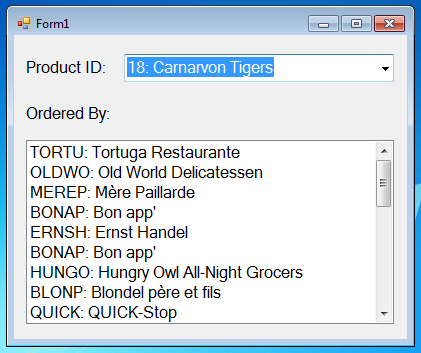 Form1
Product ID: 18: Carnarvon Tigers
Ordered By:
TORTU: Tortuga Restaurante
OLDWO: Old World Delicatessen
MEREP: Mère Paillarde
BONAP: Bon app'
ERNSH: Ernst Handel
BONAP: Bon app'
HUNGO: Hungry Owl All-Night Grocers
BLONP: Blondel père et fils
QUICK: QUICK-Stop